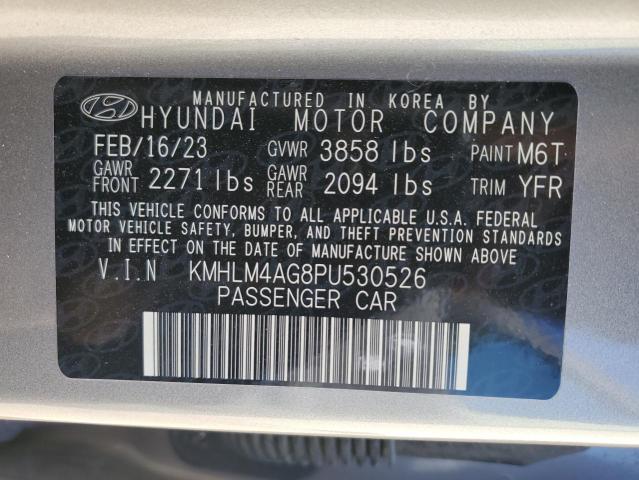 MANUFACTURED IN KOREA BY
HYUNDAI MOTOR COMPANY
FEB/16/23 GVWR 3858 lbs PAINT M6T
GAWR FRONT 2271 lbs GAWR REAR 2094 lbs TRIM YFR
THIS VEHICLE CONFORMS TO ALL APPLICABLE U.S.A. FEDERAL
MOTOR VEHICLE SAFETY, BUMPER, AND THEFT PREVENTION STANDARDS
IN EFFECT ON THE DATE OF MANUFACTURE SHOWN ABOVE
V.I.N KMHLM4AG8PU530526
PASSENGER CAR